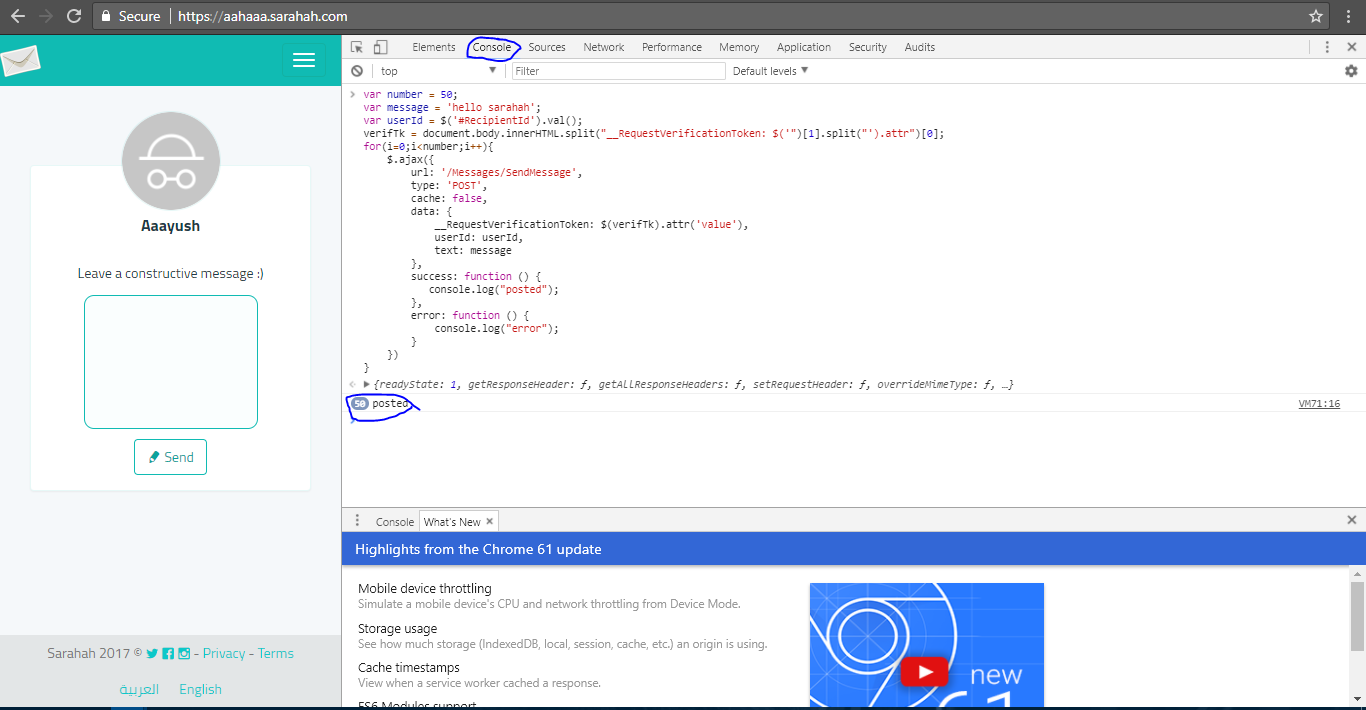 Secure https://aahaaa.sarahah.com
Aaayush
Leave a constructive message :)
Send
Sarahah 2017 © - Privacy - Terms
العربية English
Elements Console Sources Network Performance Memory Application Security Audits
top Filter Default levels
var number = 50;
var message = 'hello sarahah';
var userId = $('#RecipientId').val();
verifTk = document.body.innerHTML.split("__RequestVerificationToken: $('")[1].split("').attr")[0];
for(i=0;i<number;i++){
$.ajax({
url: '/Messages/SendMessage',
type: 'POST',
cache: false,
data: {
__RequestVerificationToken: $(verifTk).attr('value'),
userId: userId,
text: message
},
success: function () {
console.log("posted");
},
error: function () {
console.log("error");
}
})
}
{readyState: 1, getResponseHeader: ƒ, getAllResponseHeaders: ƒ, setRequestHeader: ƒ, overrideMimeType: ƒ, …}
50 posted VM71:16
Console What's New
Highlights from the Chrome 61 update
Mobile device throttling
Simulate a mobile device's CPU and network throttling from Device Mode.
Storage usage
See how much storage (IndexedDB, local, session, cache, etc.) an origin is using.
Cache timestamps
View when a service worker cached a response.
ES6 Modules support
new
61